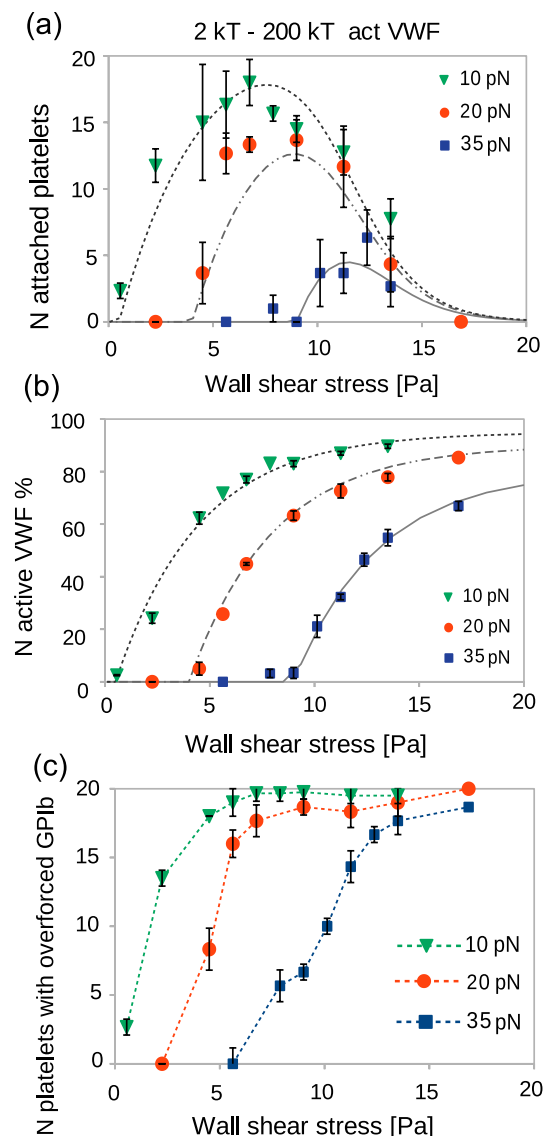 (a)
2 kT - 200 kT act VWF
N attached platelets
20
15
10
5
0
10 pN
20 pN
35 pN
0 5 10 15 20
Wall shear stress [Pa]
(b)
N active VWF %
100
80
60
40
20
0
10 pN
20 pN
35 pN
0 5 10 15 20
Wall shear stress [Pa]
(c)
N platelets with overforced GPIb
20
15
10
5
0
10 pN
20 pN
35 pN
0 5 10 15 20
Wall shear stress [Pa]